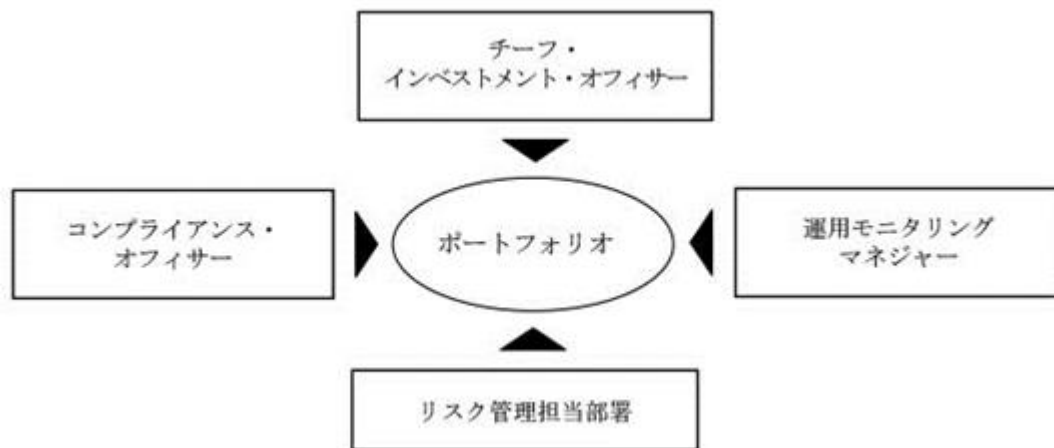 チーフ・
インベストメント・オフィサー
コンプライアンス・
オフィサー
ポートフォリオ
運用モニタリング
マネジャー
リスク管理担当部署